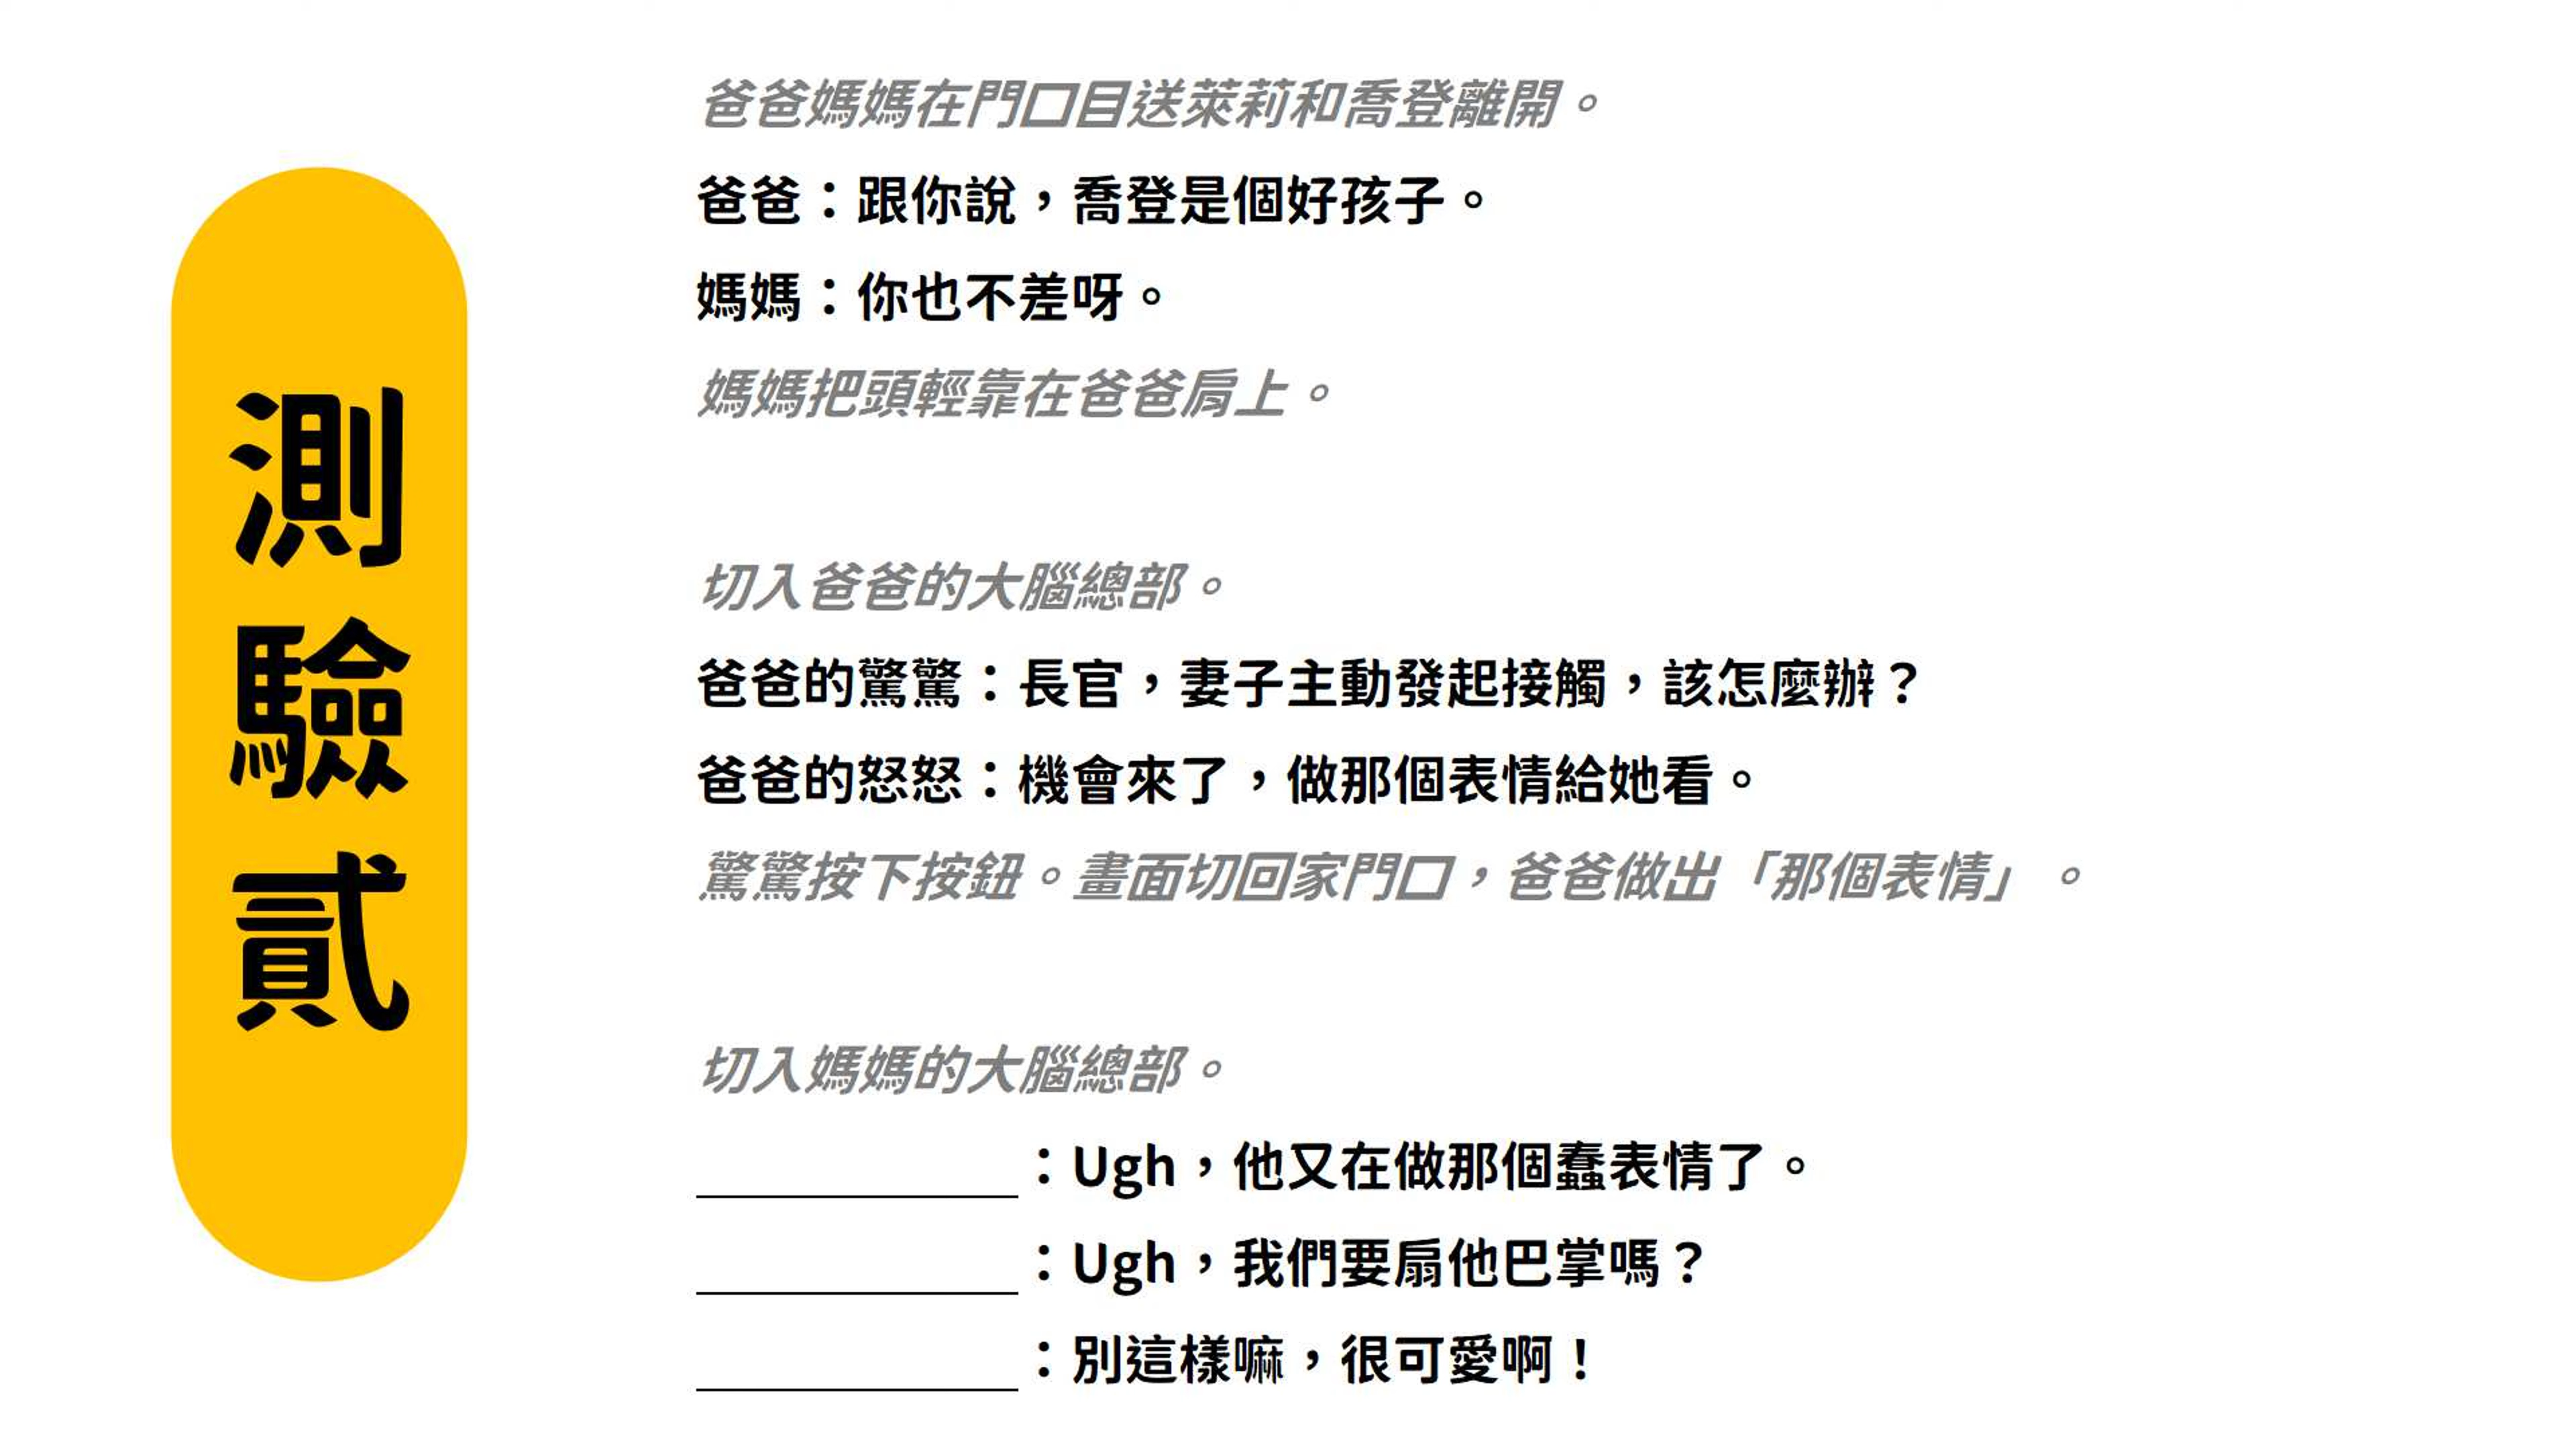 測驗貳
爸爸媽媽在門口目送萊莉和喬登離開。
爸爸：跟你說，喬登是個好孩子。
媽媽：你也不差呀。
媽媽把頭輕靠在爸爸肩上。
切入爸爸的大腦總部。
爸爸的驚驚：長官，妻子主動發起接觸，該怎麼辦？
爸爸的怒怒：機會來了，做那個表情給她看。
驚驚按下按鈕。畫面切回家門口，爸爸做出「那個表情」。
切入媽媽的大腦總部。
____________：Ugh，他又在做那個蠢表情了。
____________：Ugh，我們要扇他巴掌嗎？
____________：別這樣嘛，很可愛啊！